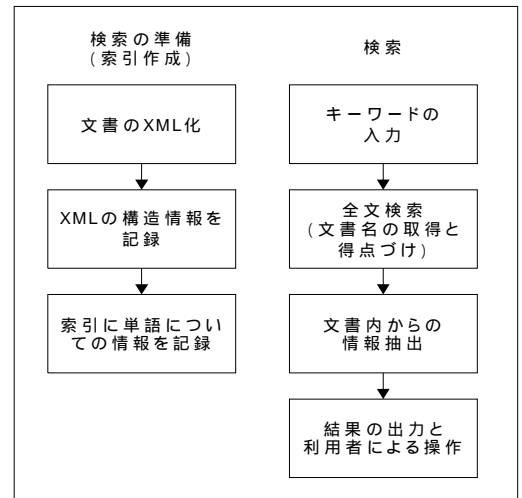 検索の準備
(索引作成)
文書のXML化
XMLの構造情報を
記録
索引に単語につい
ての情報を記録
検索
キーワードの
入力
全文検索
(文書名の取得と
得点づけ)
文書内からの
情報抽出
結果の出力と
利用者による操作